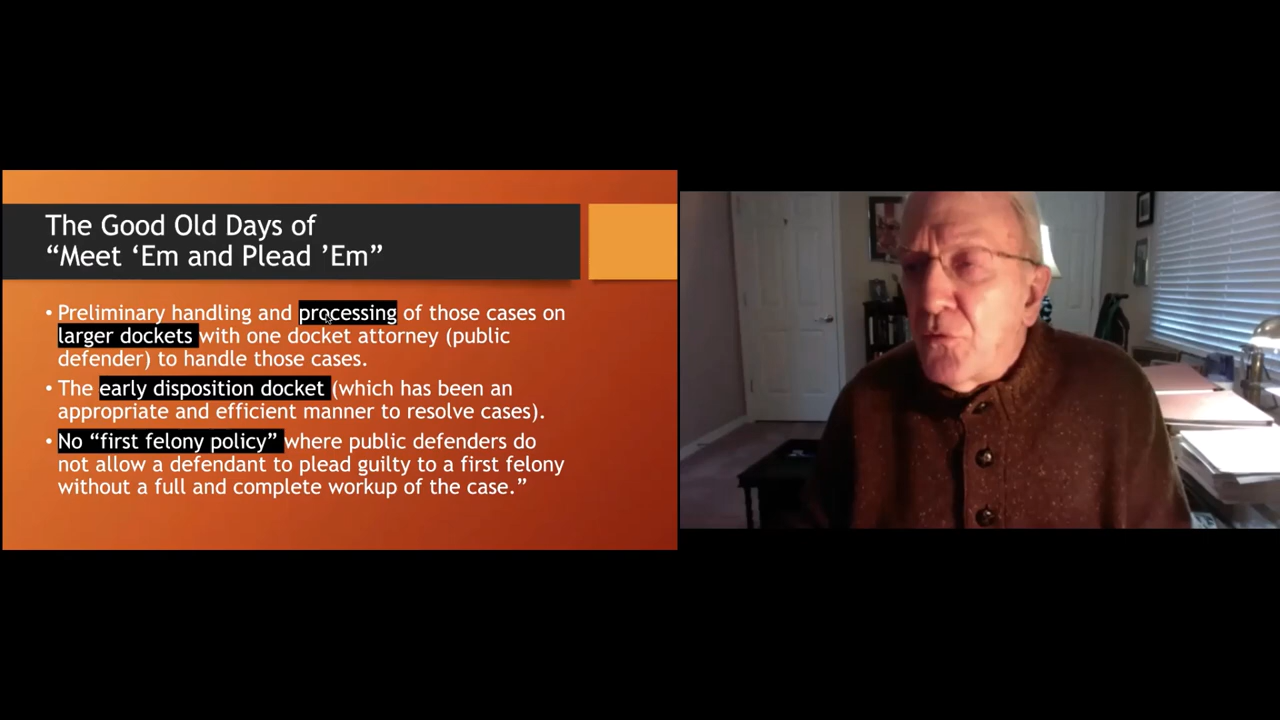 The Good Old Days of
“Meet ‘Em and Plead ’Em”
• Preliminary handling and processing of those cases on
larger dockets with one docket attorney (public
defender) to handle those cases.
• The early disposition docket (which has been an
appropriate and efficient manner to resolve cases).
• No “first felony policy” where public defenders do
not allow a defendant to plead guilty to a first felony
without a full and complete workup of the case.”